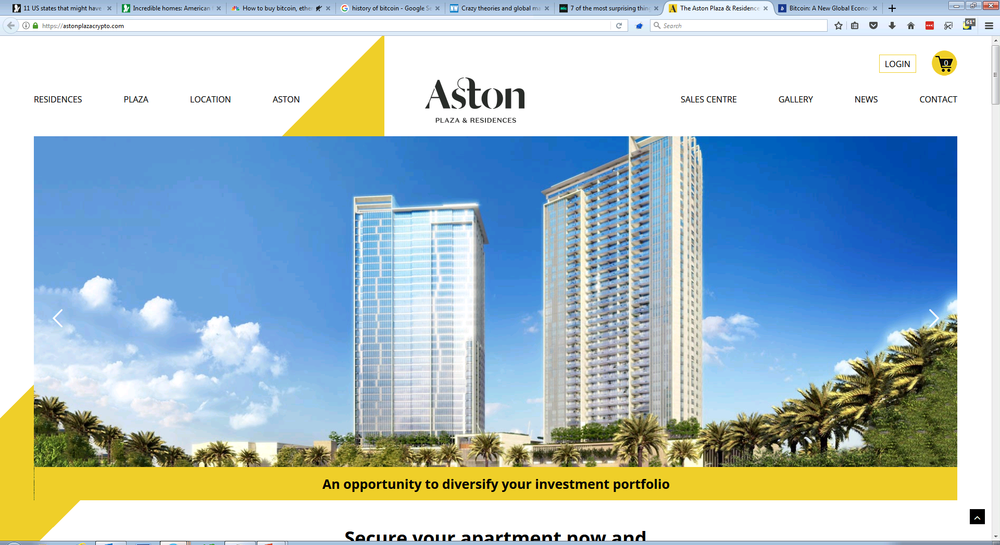 11 US states that might have
Incredible homes: American
How to buy bitcoin, ether
history of bitcoin - Google Se
Crazy theories and global ma
Mic 7 of the most surprising thing
The Aston Plaza & Residence
Bitcoin: A New Global Econo
https://astonplazacrypto.com
Search
61°
LOGIN
0
RESIDENCES
PLAZA
LOCATION
ASTON
Aston
PLAZA & RESIDENCES
SALES CENTRE
GALLERY
NEWS
CONTACT
An opportunity to diversify your investment portfolio
Secure your apartment now and